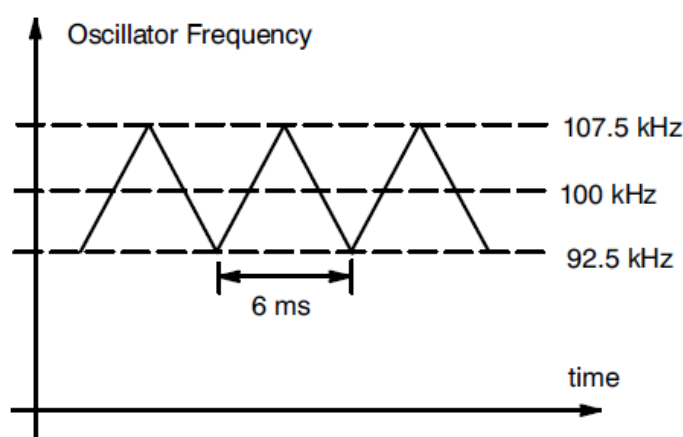 Oscillator Frequency
107.5 kHz
100 kHz
92.5 kHz
6 ms
time